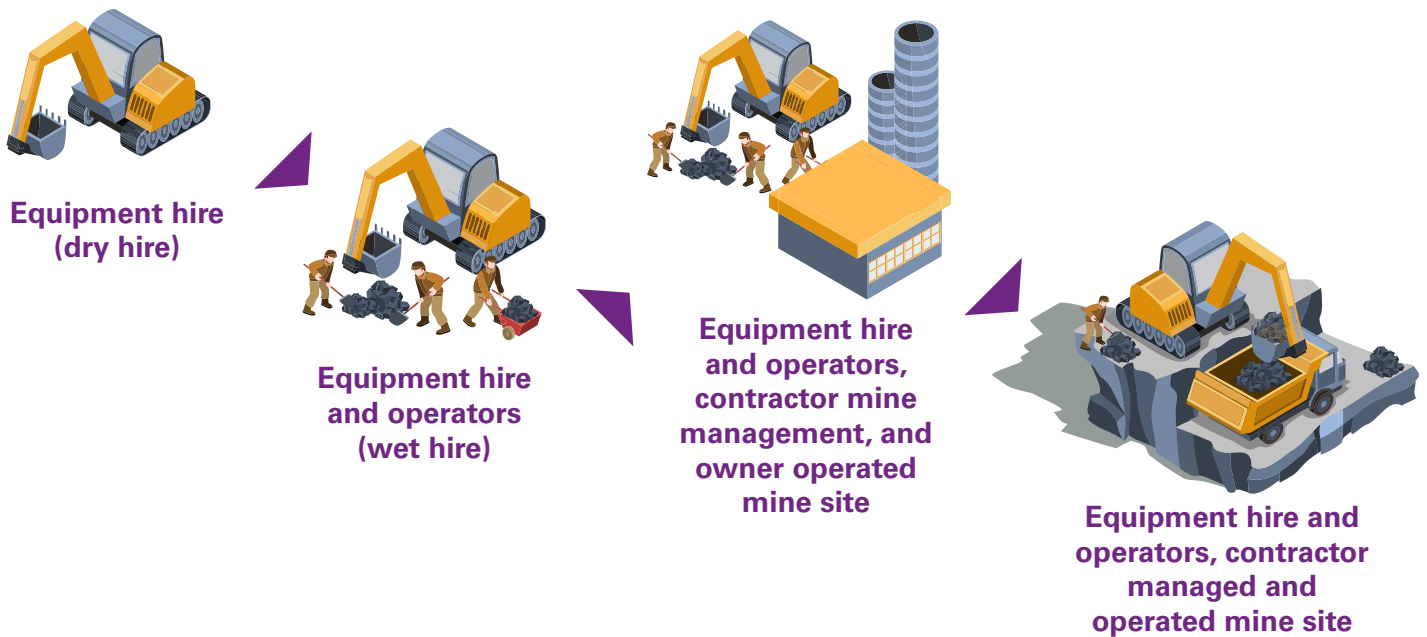 Equipment hire
(dry hire)
Equipment hire
and operators
(wet hire)
Equipment hire
and operators,
contractor mine
management, and
owner operated
mine site
Equipment hire and
operators, contractor
managed and
operated mine site